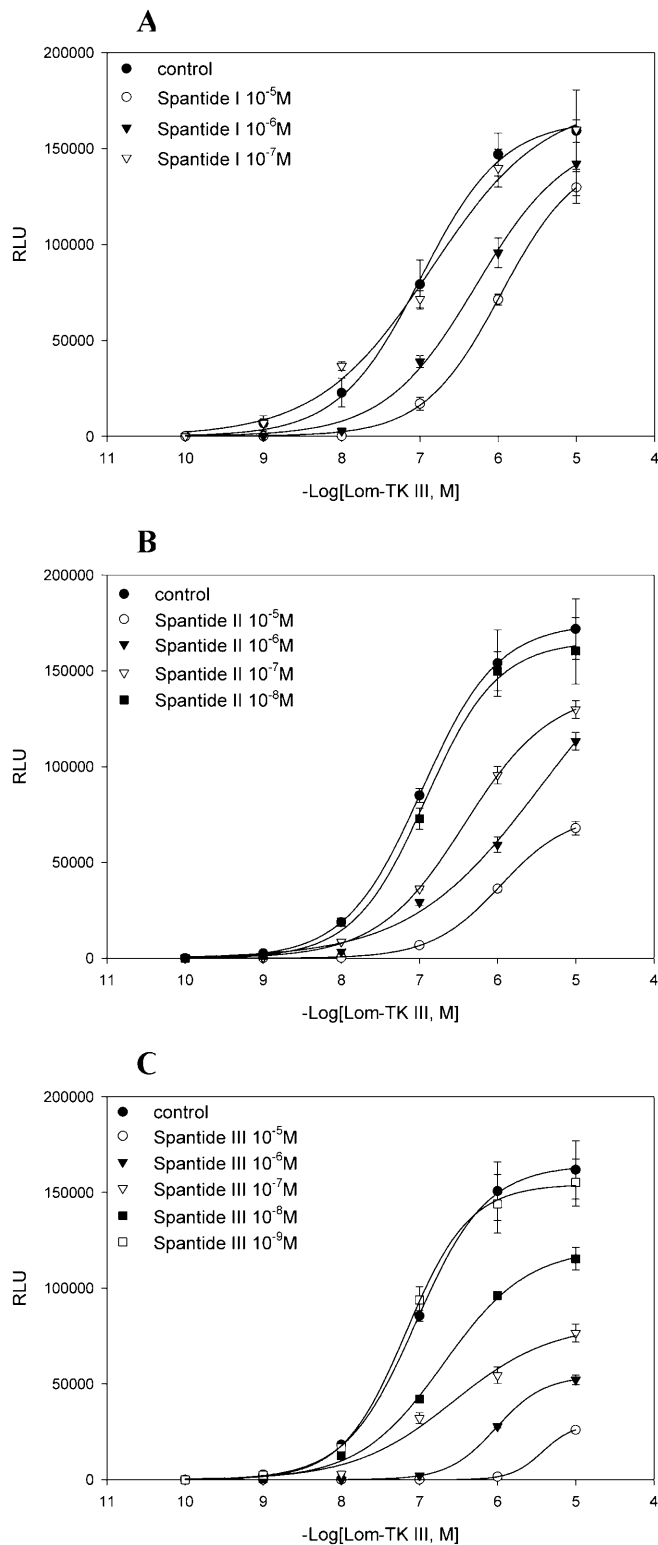 A
200000
150000
100000
50000
0
RLU
control
Spantide I 10⁻⁵M
Spantide I 10⁻⁶M
Spantide I 10⁻⁷M
11 10 9 8 7 6 5 4
-Log[Lom-TK III, M]
B
200000
150000
100000
50000
0
RLU
control
Spantide II 10⁻⁵M
Spantide II 10⁻⁶M
Spantide II 10⁻⁷M
Spantide II 10⁻⁸M
11 10 9 8 7 6 5 4
-Log[Lom-TK III, M]
C
200000
150000
100000
50000
0
RLU
control
Spantide III 10⁻⁵M
Spantide III 10⁻⁶M
Spantide III 10⁻⁷M
Spantide III 10⁻⁸M
Spantide III 10⁻⁹M
11 10 9 8 7 6 5 4
-Log[Lom-TK III, M]